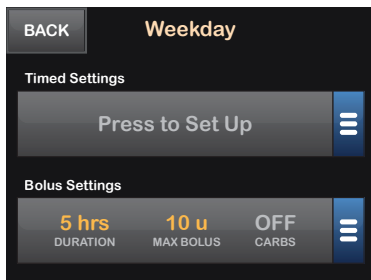 BACK Weekday
Timed Settings
Press to Set Up
Bolus Settings
5 hrs 10 u OFF
DURATION MAX BOLUS CARBS